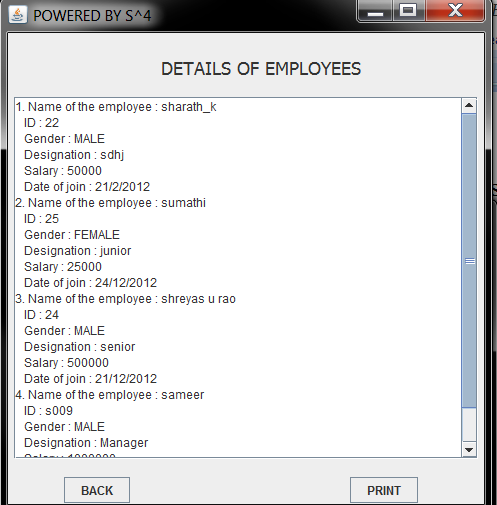 POWERED BY S^4
DETAILS OF EMPLOYEES
1. Name of the employee : sharath_k
ID : 22
Gender : MALE
Designation : sdhj
Salary : 50000
Date of join : 21/2/2012
2. Name of the employee : sumathi
ID : 25
Gender : FEMALE
Designation : junior
Salary : 25000
Date of join : 24/12/2012
3. Name of the employee : shreyas u rao
ID : 24
Gender : MALE
Designation : senior
Salary : 500000
Date of join : 21/12/2012
4. Name of the employee : sameer
ID : s009
Gender : MALE
Designation : Manager
BACK
PRINT